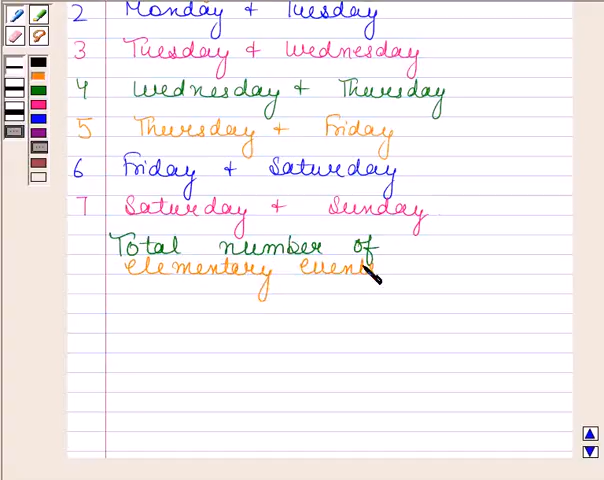 2 Monday + Tuesday
3 Tuesday + Wednesday
4 Wednesday + Thursday
5 Thursday + Friday
6 Friday + Saturday
7 Saturday + Sunday
Total number of
elementary events